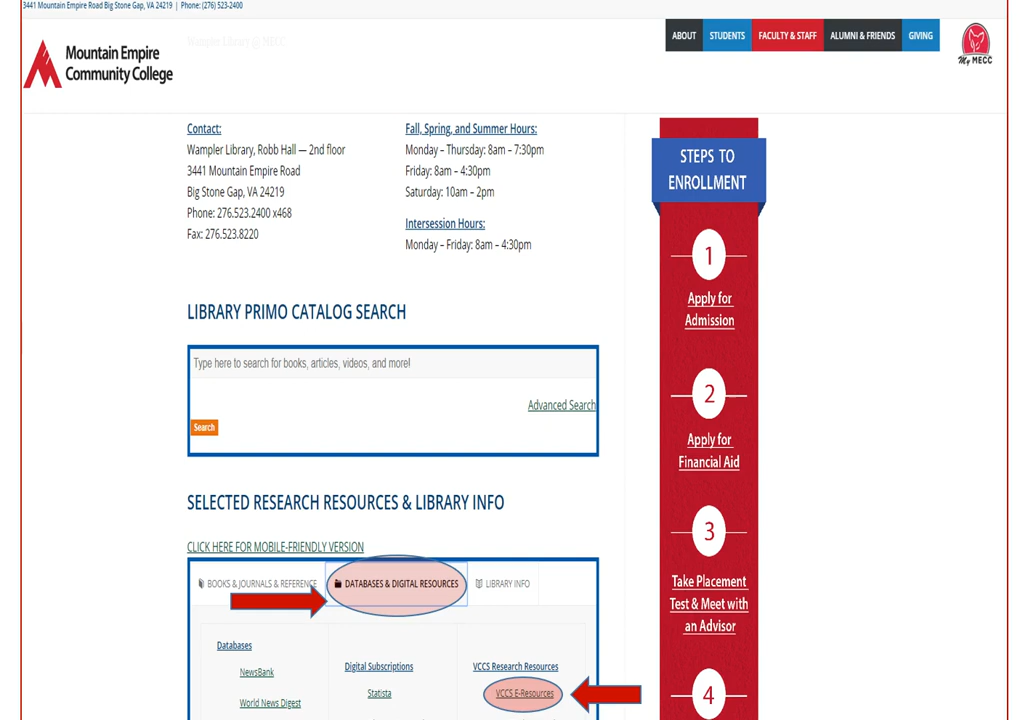 3441 Mountain Empire Road Big Stone Gap, VA 24219 | Phone: (276) 523-2400
Wampler Library @ MECC
ABOUT
STUDENTS
FACULTY & STAFF
ALUMNI & FRIENDS
GIVING
My MECC
Mountain Empire
Community College
Contact:
Wampler Library, Robb Hall — 2nd floor
3441 Mountain Empire Road
Big Stone Gap, VA 24219
Phone: 276.523.2400 x468
Fax: 276.523.8220
Fall, Spring, and Summer Hours:
Monday – Thursday: 8am – 7:30pm
Friday: 8am – 4:30pm
Saturday: 10am – 2pm
Intersession Hours:
Monday – Friday: 8am – 4:30pm
LIBRARY PRIMO CATALOG SEARCH
Type here to search for books, articles, videos, and more!
Advanced Search
Search
SELECTED RESEARCH RESOURCES & LIBRARY INFO
CLICK HERE FOR MOBILE-FRIENDLY VERSION
BOOKS & JOURNALS & REFERENCE
DATABASES & DIGITAL RESOURCES
LIBRARY INFO
Databases
NewsBank
World News Digest
Digital Subscriptions
Statista
VCCS Research Resources
VCCS E-Resources
STEPS TO
ENROLLMENT
1
Apply for
Admission
2
Apply for
Financial Aid
3
Take Placement
Test & Meet with
an Advisor
4